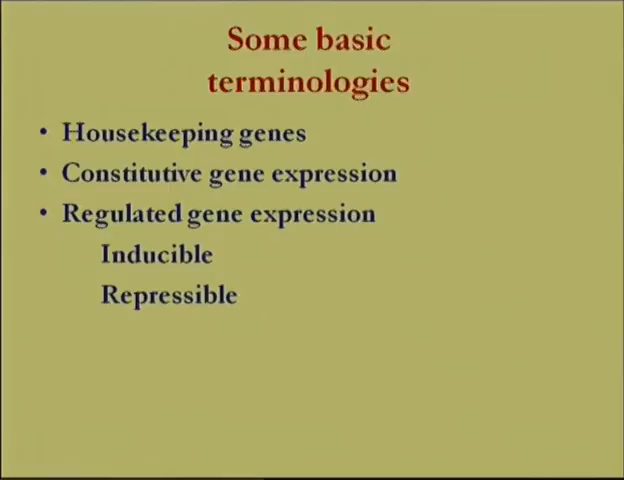 Some basic
terminologies
• Housekeeping genes
• Constitutive gene expression
• Regulated gene expression
Inducible
Repressible